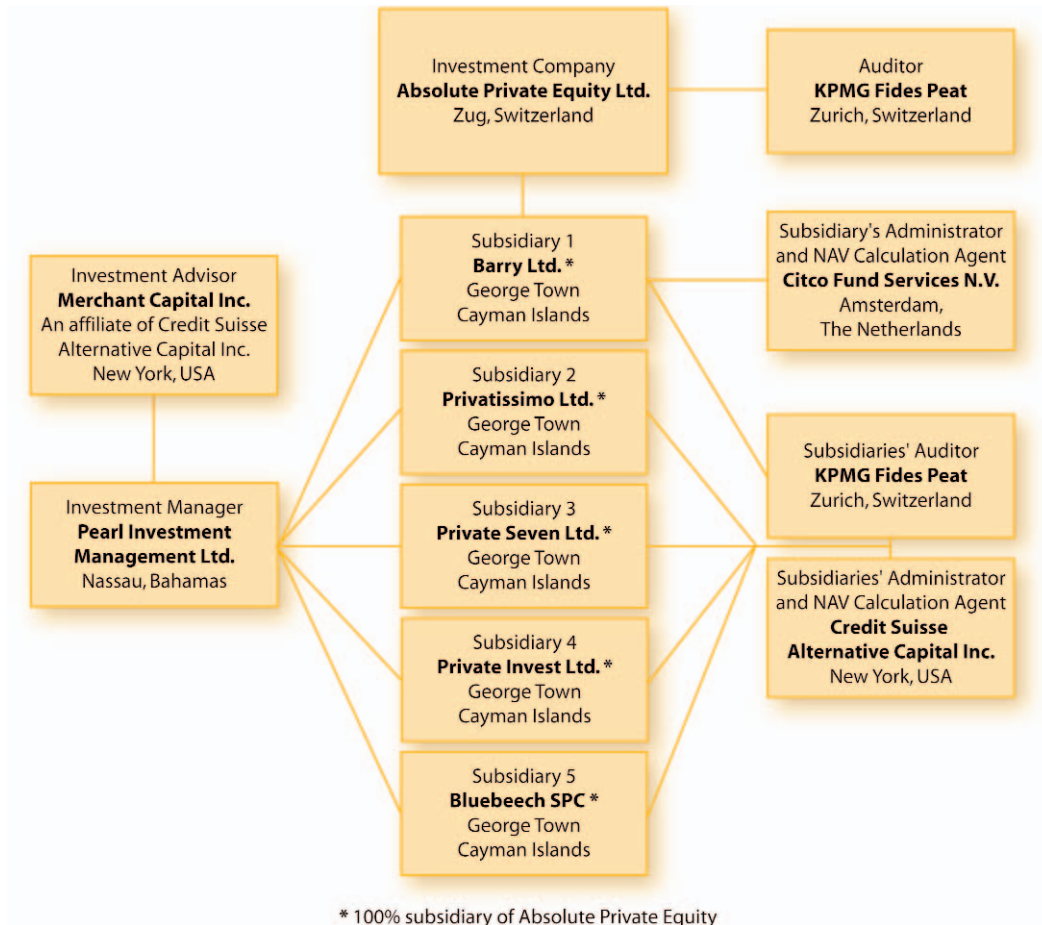 Investment Company
Absolute Private Equity Ltd.
Zug, Switzerland
Auditor
KPMG Fides Peat
Zurich, Switzerland
Subsidiary 1
Barry Ltd. *
George Town
Cayman Islands
Subsidiary's Administrator
and NAV Calculation Agent
Citco Fund Services N.V.
Amsterdam,
The Netherlands
Investment Advisor
Merchant Capital Inc.
An affiliate of Credit Suisse
Alternative Capital Inc.
New York, USA
Subsidiary 2
Privatissimo Ltd. *
George Town
Cayman Islands
Subsidiaries' Auditor
KPMG Fides Peat
Zurich, Switzerland
Investment Manager
Pearl Investment
Management Ltd.
Nassau, Bahamas
Subsidiary 3
Private Seven Ltd. *
George Town
Cayman Islands
Subsidiaries' Administrator
and NAV Calculation Agent
Credit Suisse
Alternative Capital Inc.
New York, USA
Subsidiary 4
Private Invest Ltd. *
George Town
Cayman Islands
Subsidiary 5
Bluebeech SPC *
George Town
Cayman Islands
* 100% subsidiary of Absolute Private Equity